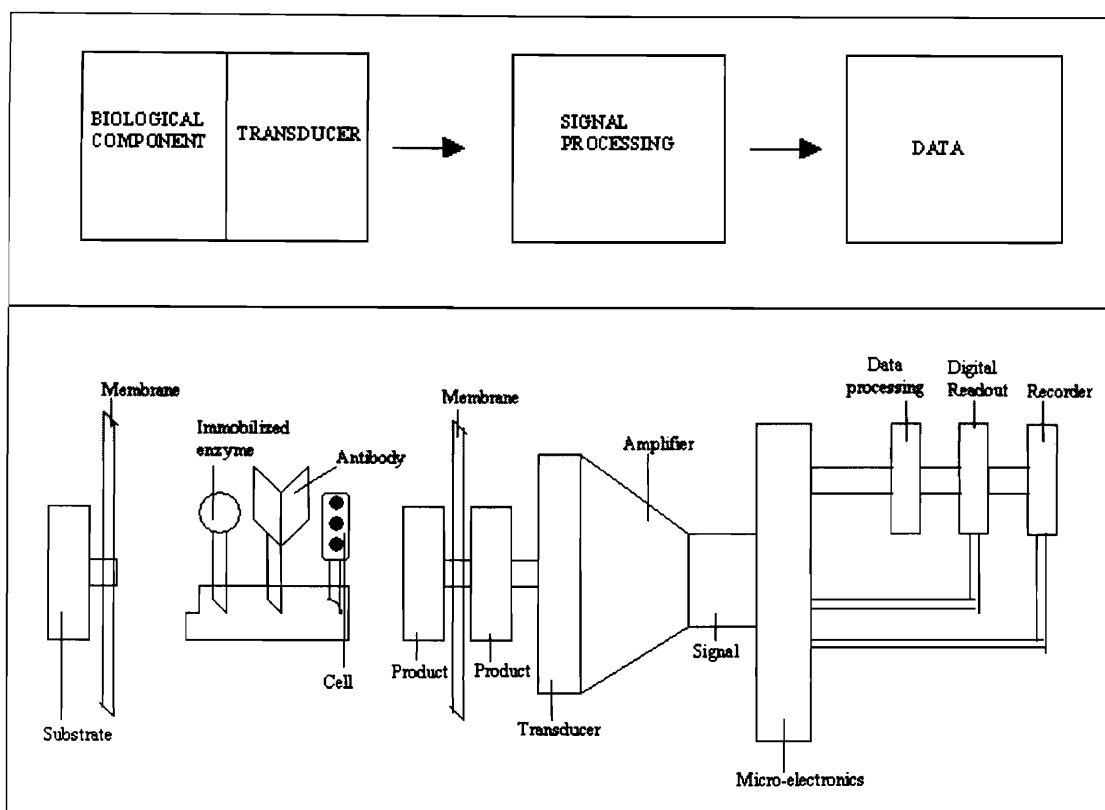 BIOLOGICAL
COMPONENT
TRANSDUCER
SIGNAL
PROCESSING
DATA
Membrane
Immobilized
enzyme
Antibody
Membrane
Amplifier
Data
processing
Digital
Readout
Recorder
Substrate
Cell
Product
Product
Transducer
Signal
Micro-electronics